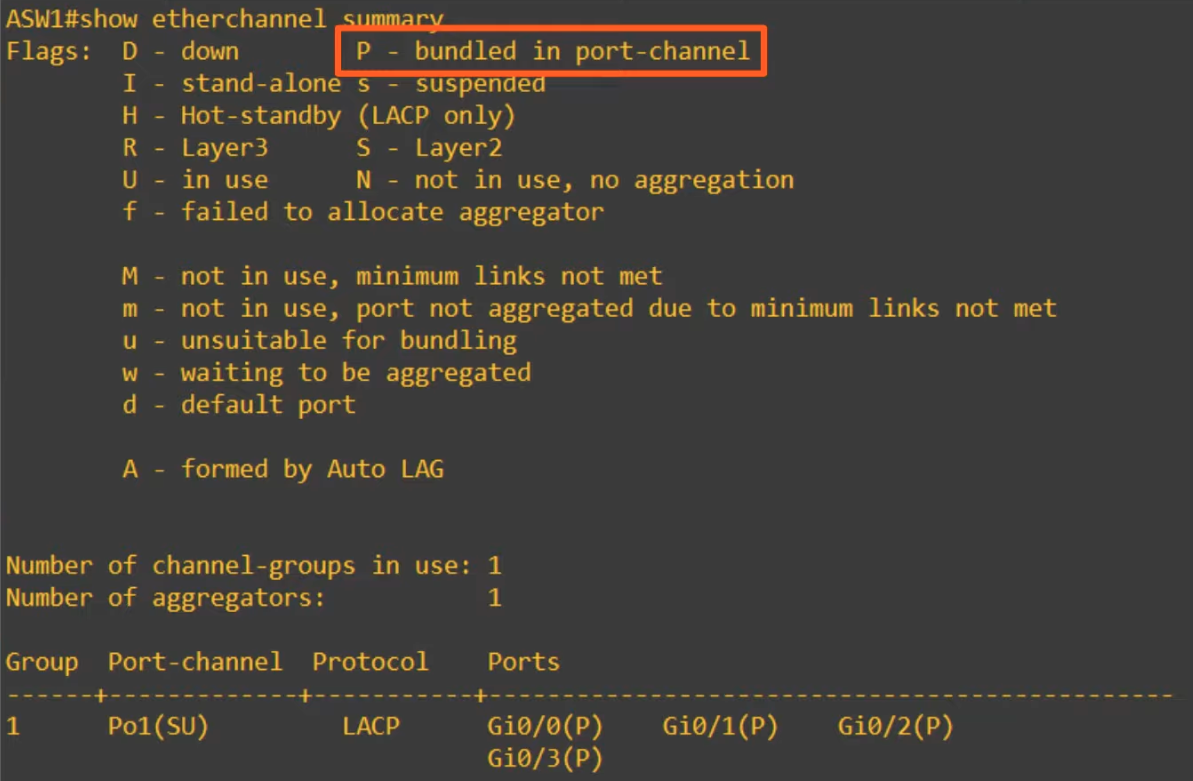 ASW1#show etherchannel summary
Flags:  D - down        P - bundled in port-channel
        I - stand-alone s - suspended
        H - Hot-standby (LACP only)
        R - Layer3      S - Layer2
        U - in use      N - not in use, no aggregation
        f - failed to allocate aggregator

        M - not in use, minimum links not met
        m - not in use, port not aggregated due to minimum links not met
        u - unsuitable for bundling
        w - waiting to be aggregated
        d - default port

        A - formed by Auto LAG


Number of channel-groups in use: 1
Number of aggregators:           1

Group  Port-channel  Protocol    Ports
------+-------------+-----------+-----------------------------------------------
1      Po1(SU)         LACP      Gi0/0(P)    Gi0/1(P)    Gi0/2(P)
                                 Gi0/3(P)